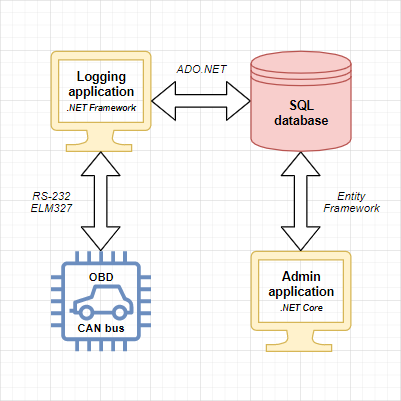 Logging
application
.NET Framework
ADO.NET
SQL
database
RS-232
ELM327
Entity
Framework
OBD
CAN bus
Admin
application
.NET Core